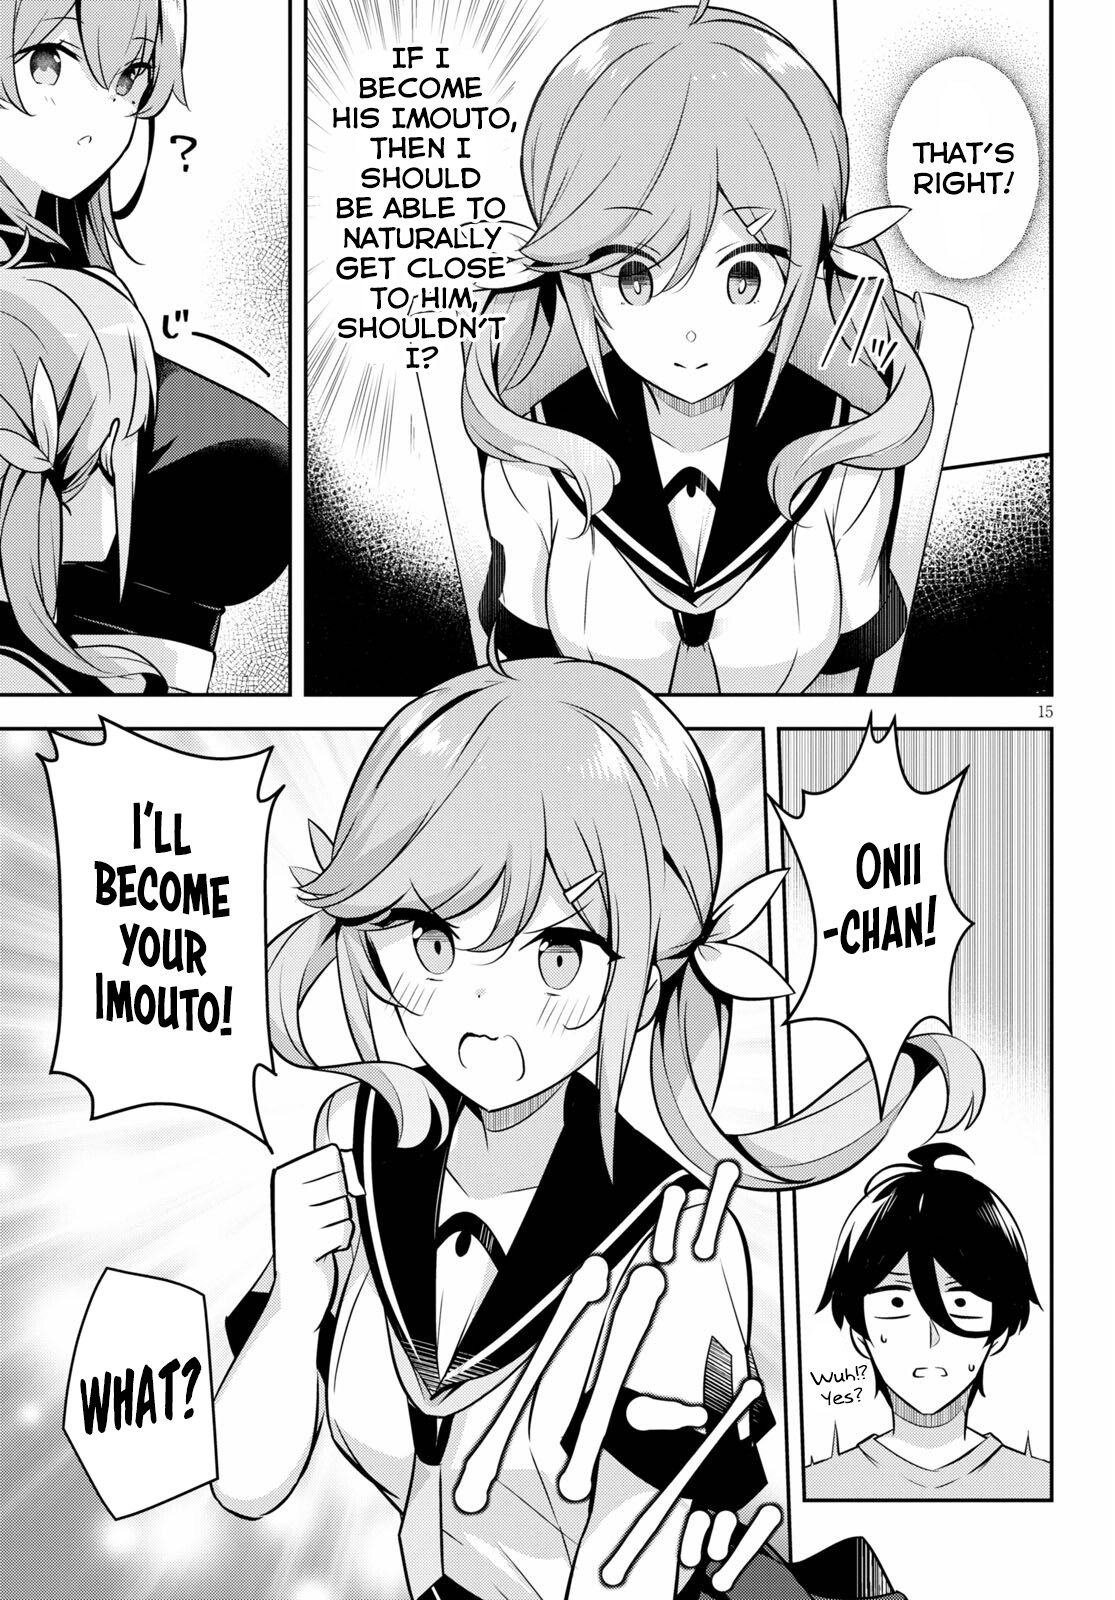 THAT'S
RIGHT!
IF I
BECOME
HIS IMOUTO,
THEN I
SHOULD
BE ABLE TO
NATURALLY
GET CLOSE
TO HIM,
SHOULDN'T
I?
?
じー
15
ONII
-CHAN!
Wuh!?
Yes?
I'LL
BECOME
YOUR
IMOUTO!
WHAT?